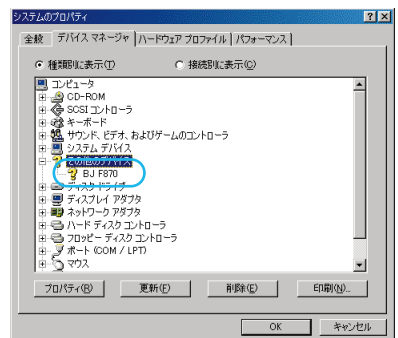 システムのプロパティ
全般 デバイス マネージャ ハードウェア プロファイル パフォーマンス
種類別に表示(T) 接続別に表示(C)
コンピュータ
CD-ROM
SCSI コントローラ
キーボード
サウンド、ビデオ、およびゲームのコントローラ
システム デバイス
その他のデバイス
BJ F870
ディスク ドライブ
ディスプレイ アダプタ
ネットワーク アダプタ
ハード ディスク コントローラ
フロッピー ディスク コントローラ
ポート (COM / LPT)
マウス
プロパティ(R) 更新(F) 削除(E) 印刷(N)...
OK キャンセル